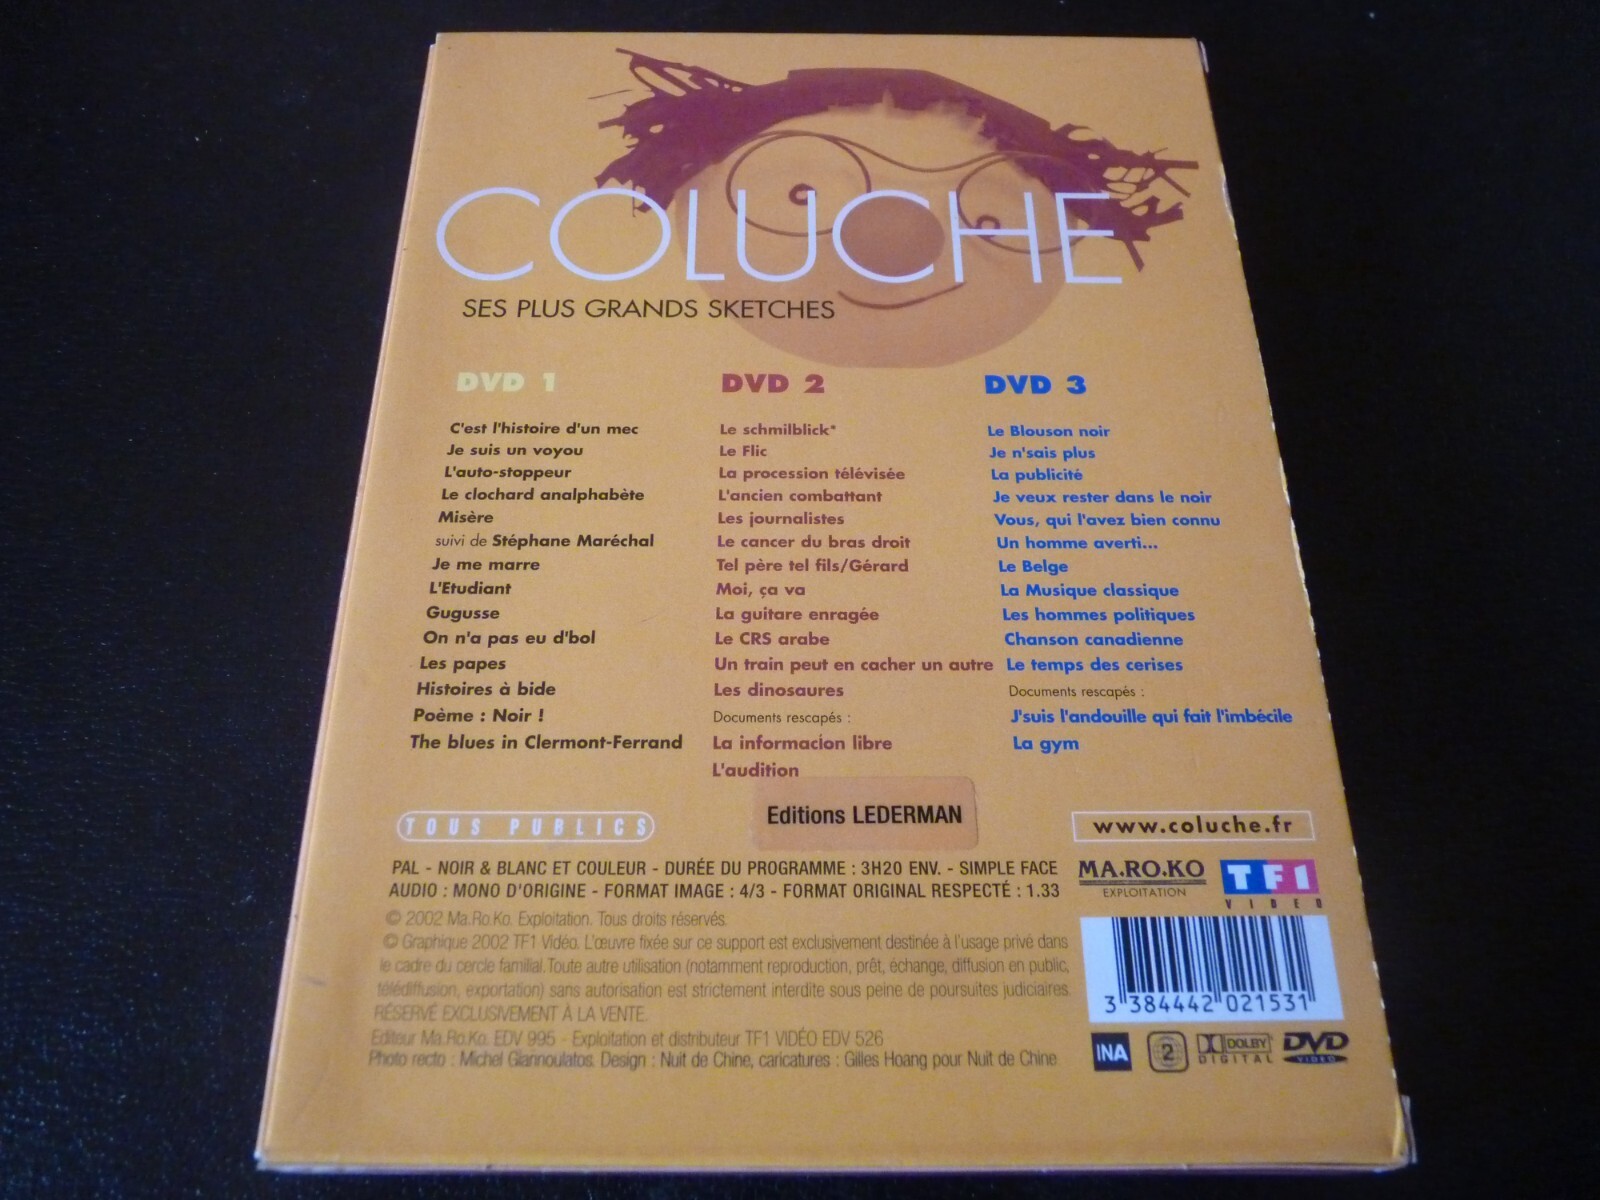 COLUCHE
SES PLUS GRANDS SKETCHES
DVD 1
C'est l'histoire d'un mec
Je suis un voyou
L'auto-stoppeur
Le clochard analphabète
Misère
suivi de Stéphane Maréchal
Je me marre
L'Etudiant
Gugusse
On n'a pas eu d'bol
Les papes
Histoires à bide
Poème : Noir !
The blues in Clermont-Ferrand
DVD 2
Le schmilblick*
Le Flic
La procession télévisée
L'ancien combattant
Les journalistes
Le cancer du bras droit
Tel père tel fils/Gérard
Moi, ça va
La guitare enragée
Le CRS arabe
Un train peut en cacher un autre
Les dinosaures
Documents rescapés :
La informacion libre
L'audition
DVD 3
Le Blouson noir
Je n'sais plus
La publicité
Je veux rester dans le noir
Vous, qui l'avez bien connu
Un homme averti...
Le Belge
La Musique classique
Les hommes politiques
Chanson canadienne
Le temps des cerises
Documents rescapés :
J'suis l'andouille qui fait l'imbécile
La gym
Editions LEDERMAN
TOUS PUBLICS
www.coluche.fr
PAL - NOIR & BLANC ET COULEUR - DURÉE DU PROGRAMME : 3H20 ENV. - SIMPLE FACE
AUDIO : MONO D'ORIGINE - FORMAT IMAGE : 4/3 - FORMAT ORIGINAL RESPECTÉ : 1.33
MA.RO.KO
EXPLOITATION
TF1
VIDEO
© 2002 Ma.Ro.Ko. Exploitation. Tous droits réservés.
© Graphique 2002 TF1 Vidéo. L'œuvre fixée sur ce support est exclusivement destinée à l'usage privé dans
le cadre du cercle familial. Toute autre utilisation (notamment reproduction, prêt, échange, diffusion en public,
télédiffusion, exportation) sans autorisation est strictement interdite sous peine de poursuites judiciaires.
RÉSERVÉ EXCLUSIVEMENT À LA VENTE.
Editeur Ma.Ro.Ko. EDV 995 - Exploitation et distributeur TF1 VIDÉO EDV 526
Photo recto : Michel Giannoulatos. Design : Nuit de Chine, caricatures : Gilles Hoang pour Nuit de Chine
3 384442 021531
INA
2
DOLBY
DIGITAL
DVD
VIDEO